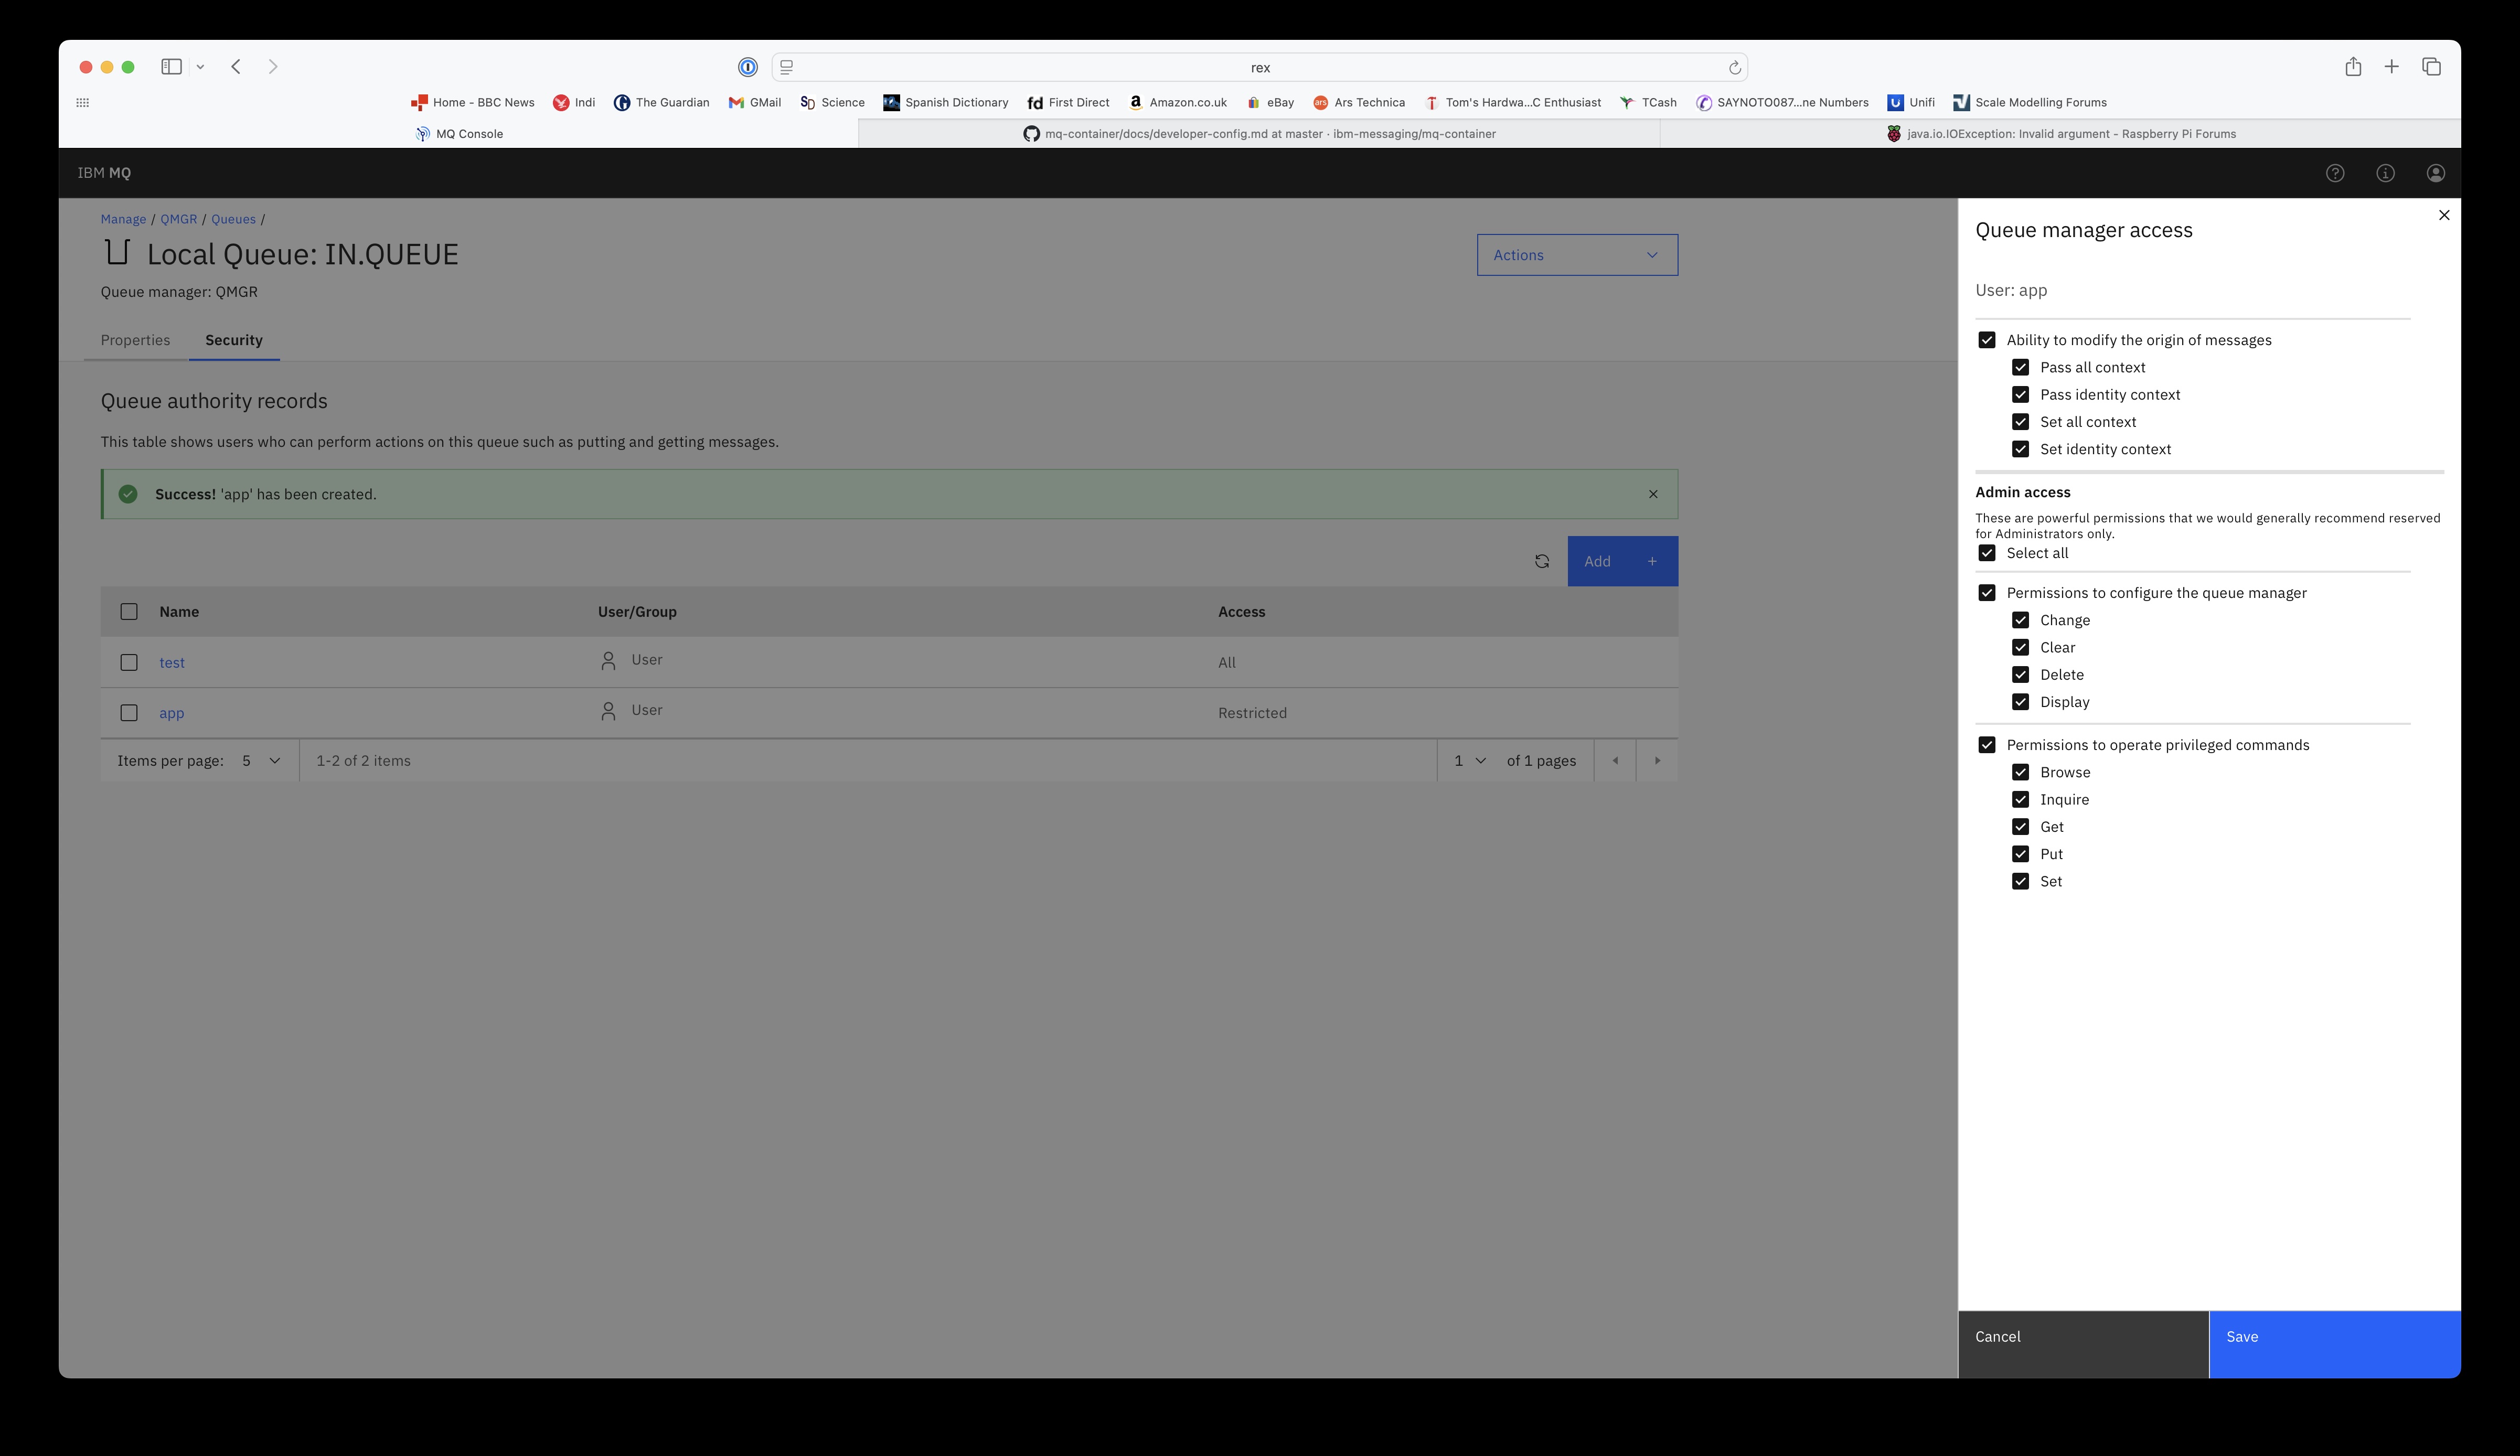 rex
Home - BBC News Indi The Guardian GMail Science Spanish Dictionary First Direct Amazon.co.uk eBay Ars Technica Tom's Hardwa...C Enthusiast TCash SAYNOTO087...ne Numbers Unifi Scale Modelling Forums
MQ Console mq-container/docs/developer-config.md at master · ibm-messaging/mq-container java.io.IOException: Invalid argument - Raspberry Pi Forums
IBM MQ
Manage / QMGR / Queues /
Local Queue: IN.QUEUE
Actions
Queue manager: QMGR
Properties Security
Queue authority records
This table shows users who can perform actions on this queue such as putting and getting messages.
Success! 'app' has been created.
Add +
Name User/Group Access
test User All
app User Restricted
Items per page: 5 1-2 of 2 items 1 of 1 pages
Queue manager access
User: app
Ability to modify the origin of messages
Pass all context
Pass identity context
Set all context
Set identity context
Admin access
These are powerful permissions that we would generally recommend reserved
for Administrators only.
Select all
Permissions to configure the queue manager
Change
Clear
Delete
Display
Permissions to operate privileged commands
Browse
Inquire
Get
Put
Set
Cancel Save